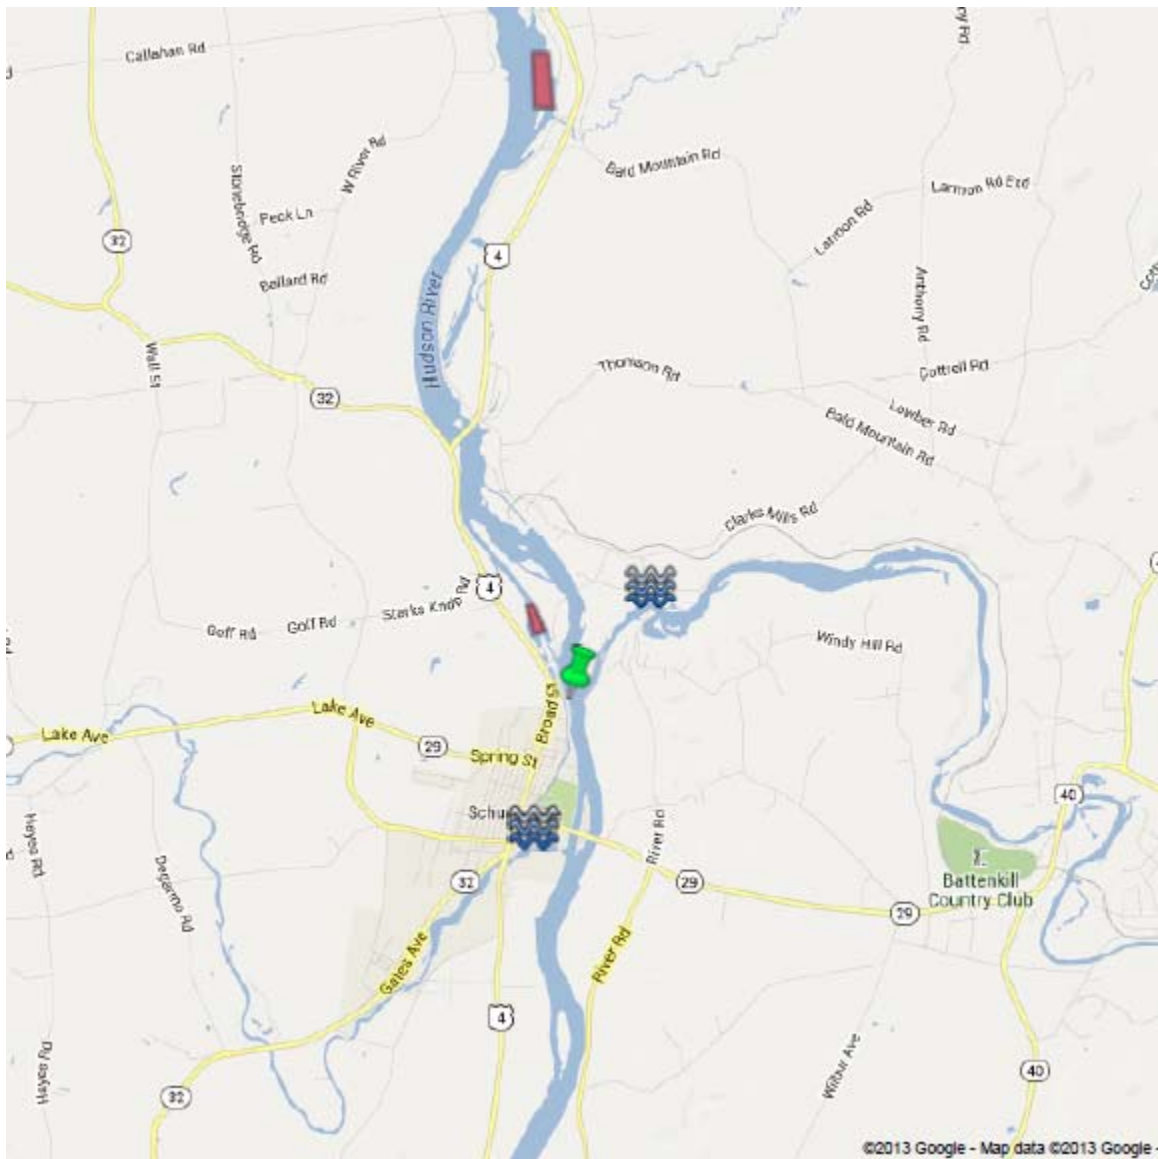 Callahan Rd
Stonebridge Rd
W River Rd
Peck Ln
Bald Mountain Rd
Larmon Rd Ecd
Larmon Rd
32
4
Ballard Rd
Hudson River
Anthony Rd
Wall St
Thomson Rd
Cottrell Rd
32
Lowber Rd
Bald Mountain Rd
Clarks Mills Rd
4
Starks Knob Rd
Goff Rd
Goff Rd
Windy Hill Rd
Broad St
Lake Ave
Lake Ave
29
Spring St
40
Schu
River Rd
Hayes Rd
Degarmo Rd
32
29
Battenkill
Country Club
29
Gates Ave
River Rd
4
Hayes Rd
Wilbur Ave
40
32
©2013 Google - Map data ©2013 Google -